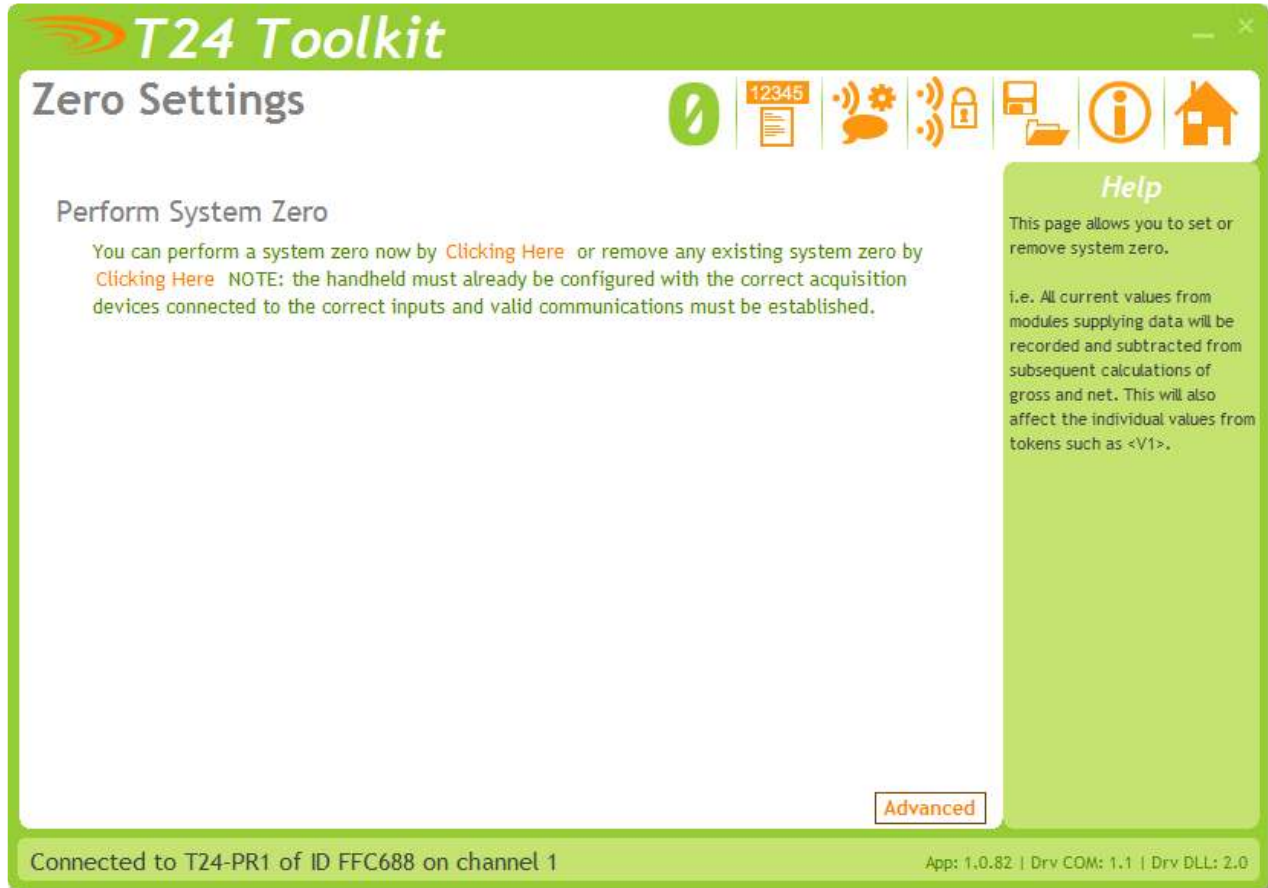 T24 Toolkit
Zero Settings
0
12345
Help
Perform System Zero
You can perform a system zero now by Clicking Here or remove any existing system zero by
Clicking Here NOTE: the handheld must already be configured with the correct acquisition
devices connected to the correct inputs and valid communications must be established.
This page allows you to set or
remove system zero.
i.e. All current values from
modules supplying data will be
recorded and subtracted from
subsequent calculations of
gross and net. This will also
affect the individual values from
tokens such as <V1>.
Advanced
Connected to T24-PR1 of ID FFC688 on channel 1
App: 1.0.82 | Drv COM: 1.1 | Drv DLL: 2.0